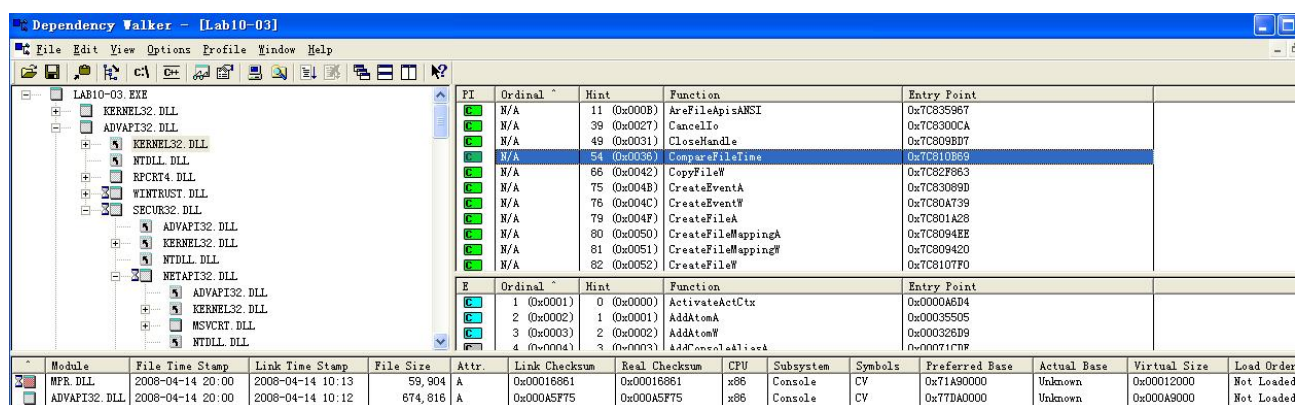 Dependency Walker - [Lab10-03]
File Edit View Options Profile Window Help
c:\ C++
LAB10-03.EXE
KERNEL32.DLL
ADVAPI32.DLL
KERNEL32.DLL
NTDLL.DLL
RPCRT4.DLL
WINTRUST.DLL
SECUR32.DLL
ADVAPI32.DLL
KERNEL32.DLL
NTDLL.DLL
NETAPI32.DLL
ADVAPI32.DLL
KERNEL32.DLL
MSVCRT.DLL
NTDLL.DLL
PI Ordinal ^ Hint Function Entry Point
C N/A 11 (0x000B) AreFileApisANSI 0x7C835967
C N/A 39 (0x0027) CancelIo 0x7C8300CA
C N/A 49 (0x0031) CloseHandle 0x7C809BD7
C N/A 54 (0x0036) CompareFileTime 0x7C810B69
C N/A 66 (0x0042) CopyFileW 0x7C82F863
C N/A 75 (0x004B) CreateEventA 0x7C83089D
C N/A 76 (0x004C) CreateEventW 0x7C80A739
C N/A 79 (0x004F) CreateFileA 0x7C801A28
C N/A 80 (0x0050) CreateFileMappingA 0x7C8094EE
C N/A 81 (0x0051) CreateFileMappingW 0x7C809420
C N/A 82 (0x0052) CreateFileW 0x7C8107F0
E Ordinal ^ Hint Function Entry Point
C 1 (0x0001) 0 (0x0000) ActivateActCtx 0x0000A6D4
C 2 (0x0002) 1 (0x0001) AddAtomA 0x00035505
C 3 (0x0003) 2 (0x0002) AddAtomW 0x000326D9
C 4 (0x0004) 3 (0x0003) AddConsoleAliasA 0x00071CDF
^ Module File Time Stamp Link Time Stamp File Size Attr. Link Checksum Real Checksum CPU Subsystem Symbols Preferred Base Actual Base Virtual Size Load Order
MPR.DLL 2008-04-14 20:00 2008-04-14 10:13 59,904 A 0x00016861 0x00016861 x86 Console CV 0x71A90000 Unknown 0x00012000 Not Loaded
ADVAPI32.DLL 2008-04-14 20:00 2008-04-14 10:12 674,816 A 0x000A5F75 0x000A5F75 x86 Console CV 0x77DA0000 Unknown 0x000A9000 Not Loaded